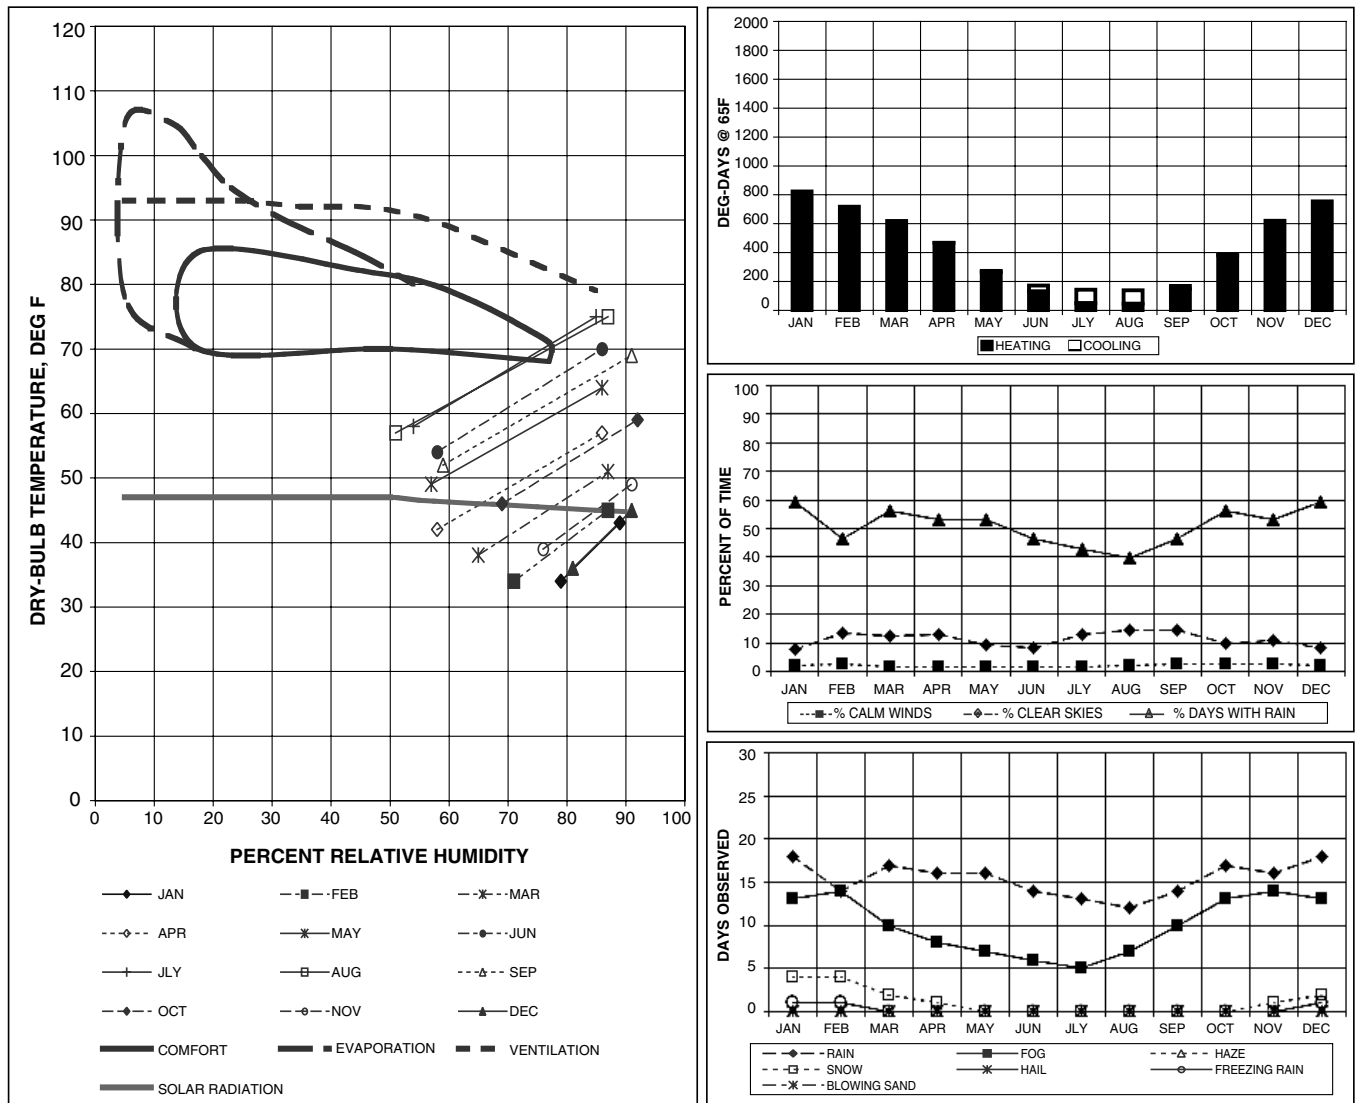 120
110
100
90
80
70
60
50
40
30
20
10
0
DRY-BULB TEMPERATURE, DEG F
0 10 20 30 40 50 60 70 80 90 100
PERCENT RELATIVE HUMIDITY
JAN FEB MAR
APR MAY JUN
JLY AUG SEP
OCT NOV DEC
COMFORT EVAPORATION VENTILATION
SOLAR RADIATION
2000
1800
1600
1400
1200
1000
800
600
400
200
0
DEG-DAYS @ 65F
JAN FEB MAR APR MAY JUN JLY AUG SEP OCT NOV DEC
HEATING COOLING
100
90
80
70
60
50
40
30
20
10
0
PERCENT OF TIME
JAN FEB MAR APR MAY JUN JLY AUG SEP OCT NOV DEC
% CALM WINDS % CLEAR SKIES % DAYS WITH RAIN
30
25
20
15
10
5
0
DAYS OBSERVED
JAN FEB MAR APR MAY JUN JLY AUG SEP OCT NOV DEC
RAIN FOG HAZE
SNOW HAIL FREEZING RAIN
BLOWING SAND